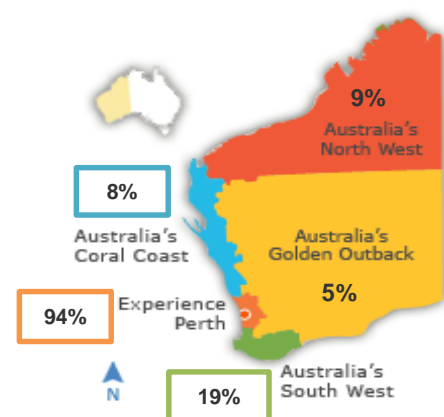 9%
Australia's
North West
8%
Australia's
Coral Coast
Australia's
Golden Outback
5%
Experience
Perth
94%
N
Australia's
South West
19%